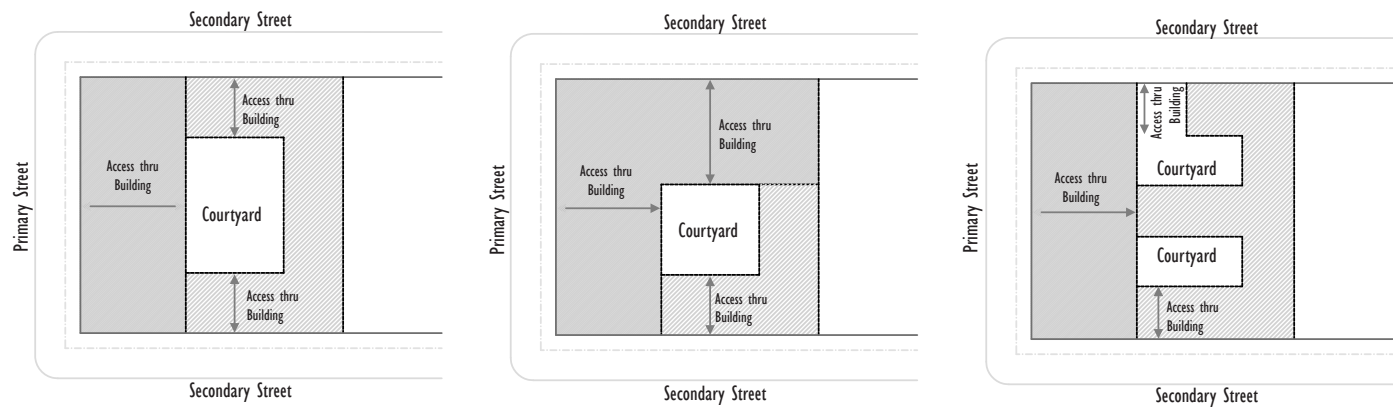 Secondary Street
Primary Street
Access thru
Building
Access thru
Building
Courtyard
Access thru
Building
Secondary Street
Secondary Street
Primary Street
Access thru
Building
Access thru
Building
Courtyard
Access thru
Building
Secondary Street
Secondary Street
Primary Street
Access thru
Building
Courtyard
Access thru
Building
Courtyard
Access thru
Building
Secondary Street